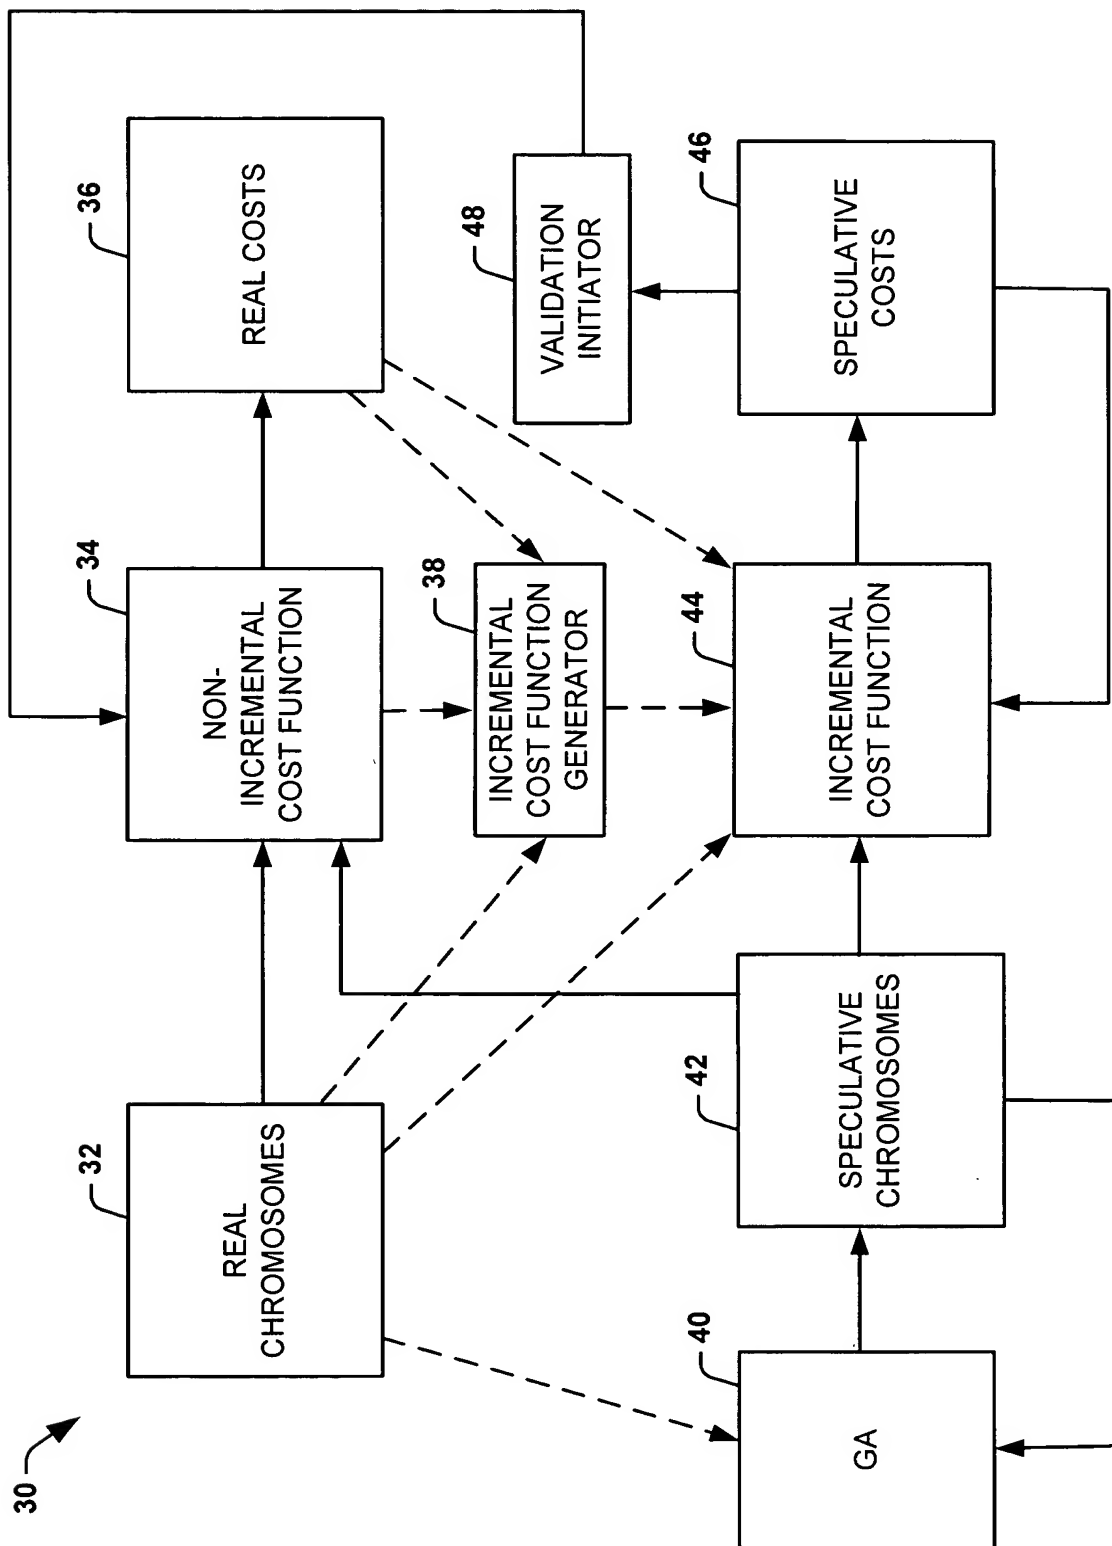 30
32
REAL
CHROMOSOMES
34
NON-
INCREMENTAL
COST FUNCTION
36
REAL COSTS
38
INCREMENTAL
COST FUNCTION
GENERATOR
48
VALIDATION
INITIATOR
40
GA
42
SPECULATIVE
CHROMOSOMES
44
INCREMENTAL
COST FUNCTION
46
SPECULATIVE
COSTS